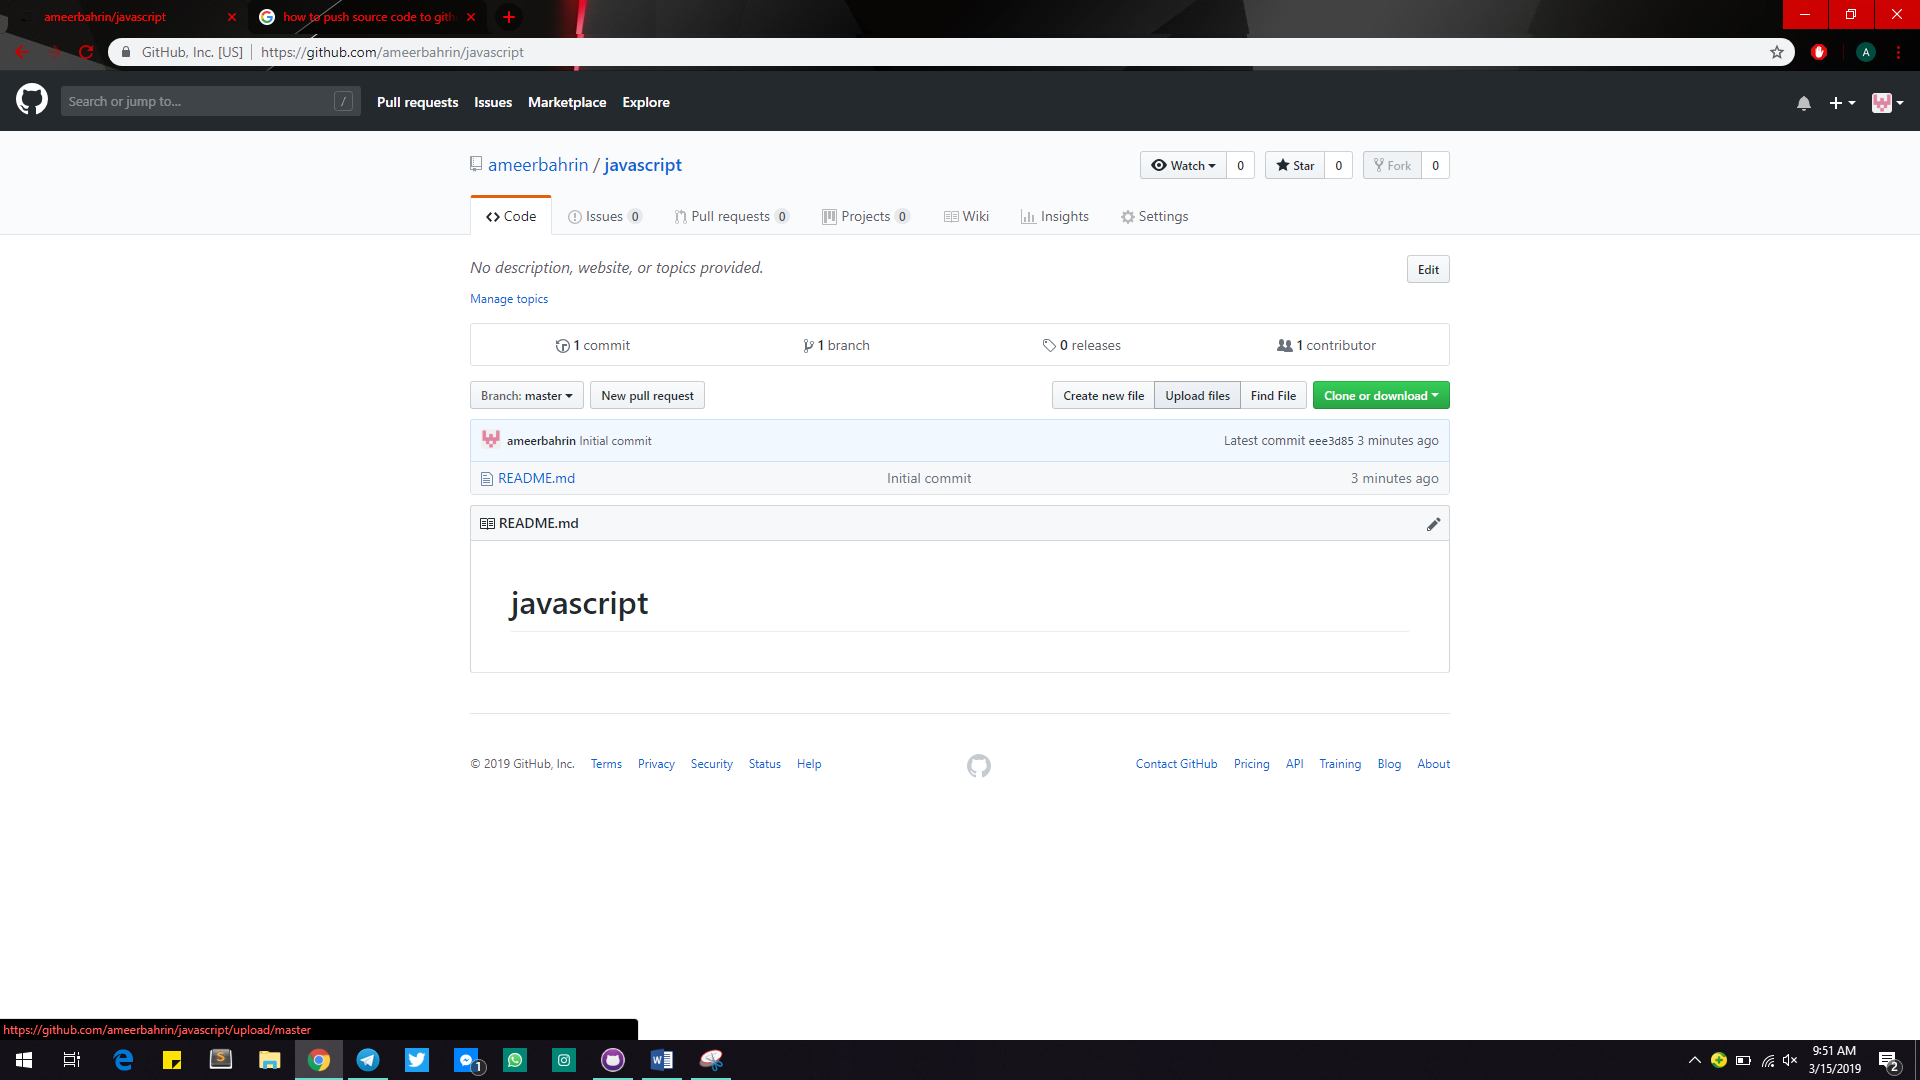 ameerbahrin/javascript
how to push source code to gith
GitHub, Inc. [US] https://github.com/ameerbahrin/javascript
A
Search or jump to... /
Pull requests Issues Marketplace Explore
ameerbahrin / javascript
Watch 0 Star 0 Fork 0
Code Issues 0 Pull requests 0 Projects 0 Wiki Insights Settings
No description, website, or topics provided.
Edit
Manage topics
1 commit 1 branch 0 releases 1 contributor
Branch: master New pull request Create new file Upload files Find File Clone or download
ameerbahrin Initial commit Latest commit eee3d85 3 minutes ago
README.md Initial commit 3 minutes ago
README.md
javascript
© 2019 GitHub, Inc. Terms Privacy Security Status Help Contact GitHub Pricing API Training Blog About
https://github.com/ameerbahrin/javascript/upload/master
1
9:51 AM
3/15/2019
2